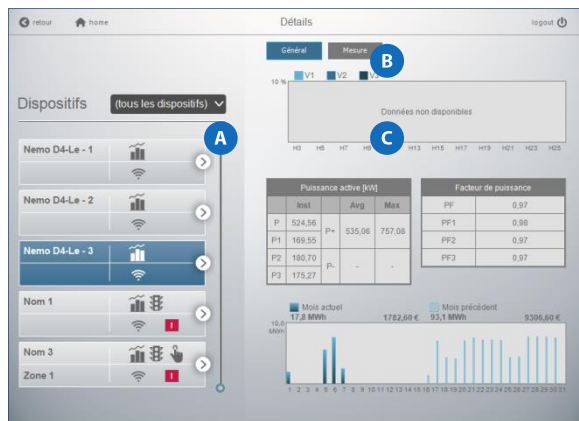 retour home Détails logout
Général Mesure B
V1 V2 V3
10 %
Données non disponibles
C
H3 H5 H7 H9 H13 H15 H17 H19 H21 H23 H25
Dispositifs (tous les dispositifs)
A
Nemo D4-Le - 1
Nemo D4-Le - 2
Nemo D4-Le - 3
Nom 1
I
Nom 3
Zone 1 I
Puissance active [kW]
Inst Avg Max
P 524,56 P+ 535,06 757,08
P1 169,55
P2 180,70 P- - -
P3 175,27
Facteur de puissance
PF 0,97
PF1 0,98
PF2 0,97
PF3 0,97
Mois actuel Mois précédent
17,8 MWh 1782,60 € 93,1 MWh 9306,60 €
10,0
MWh
1 2 3 4 5 6 7 8 9 10 11 12 13 14 15 16 17 18 19 20 21 22 23 24 25 26 27 28 29 30 31